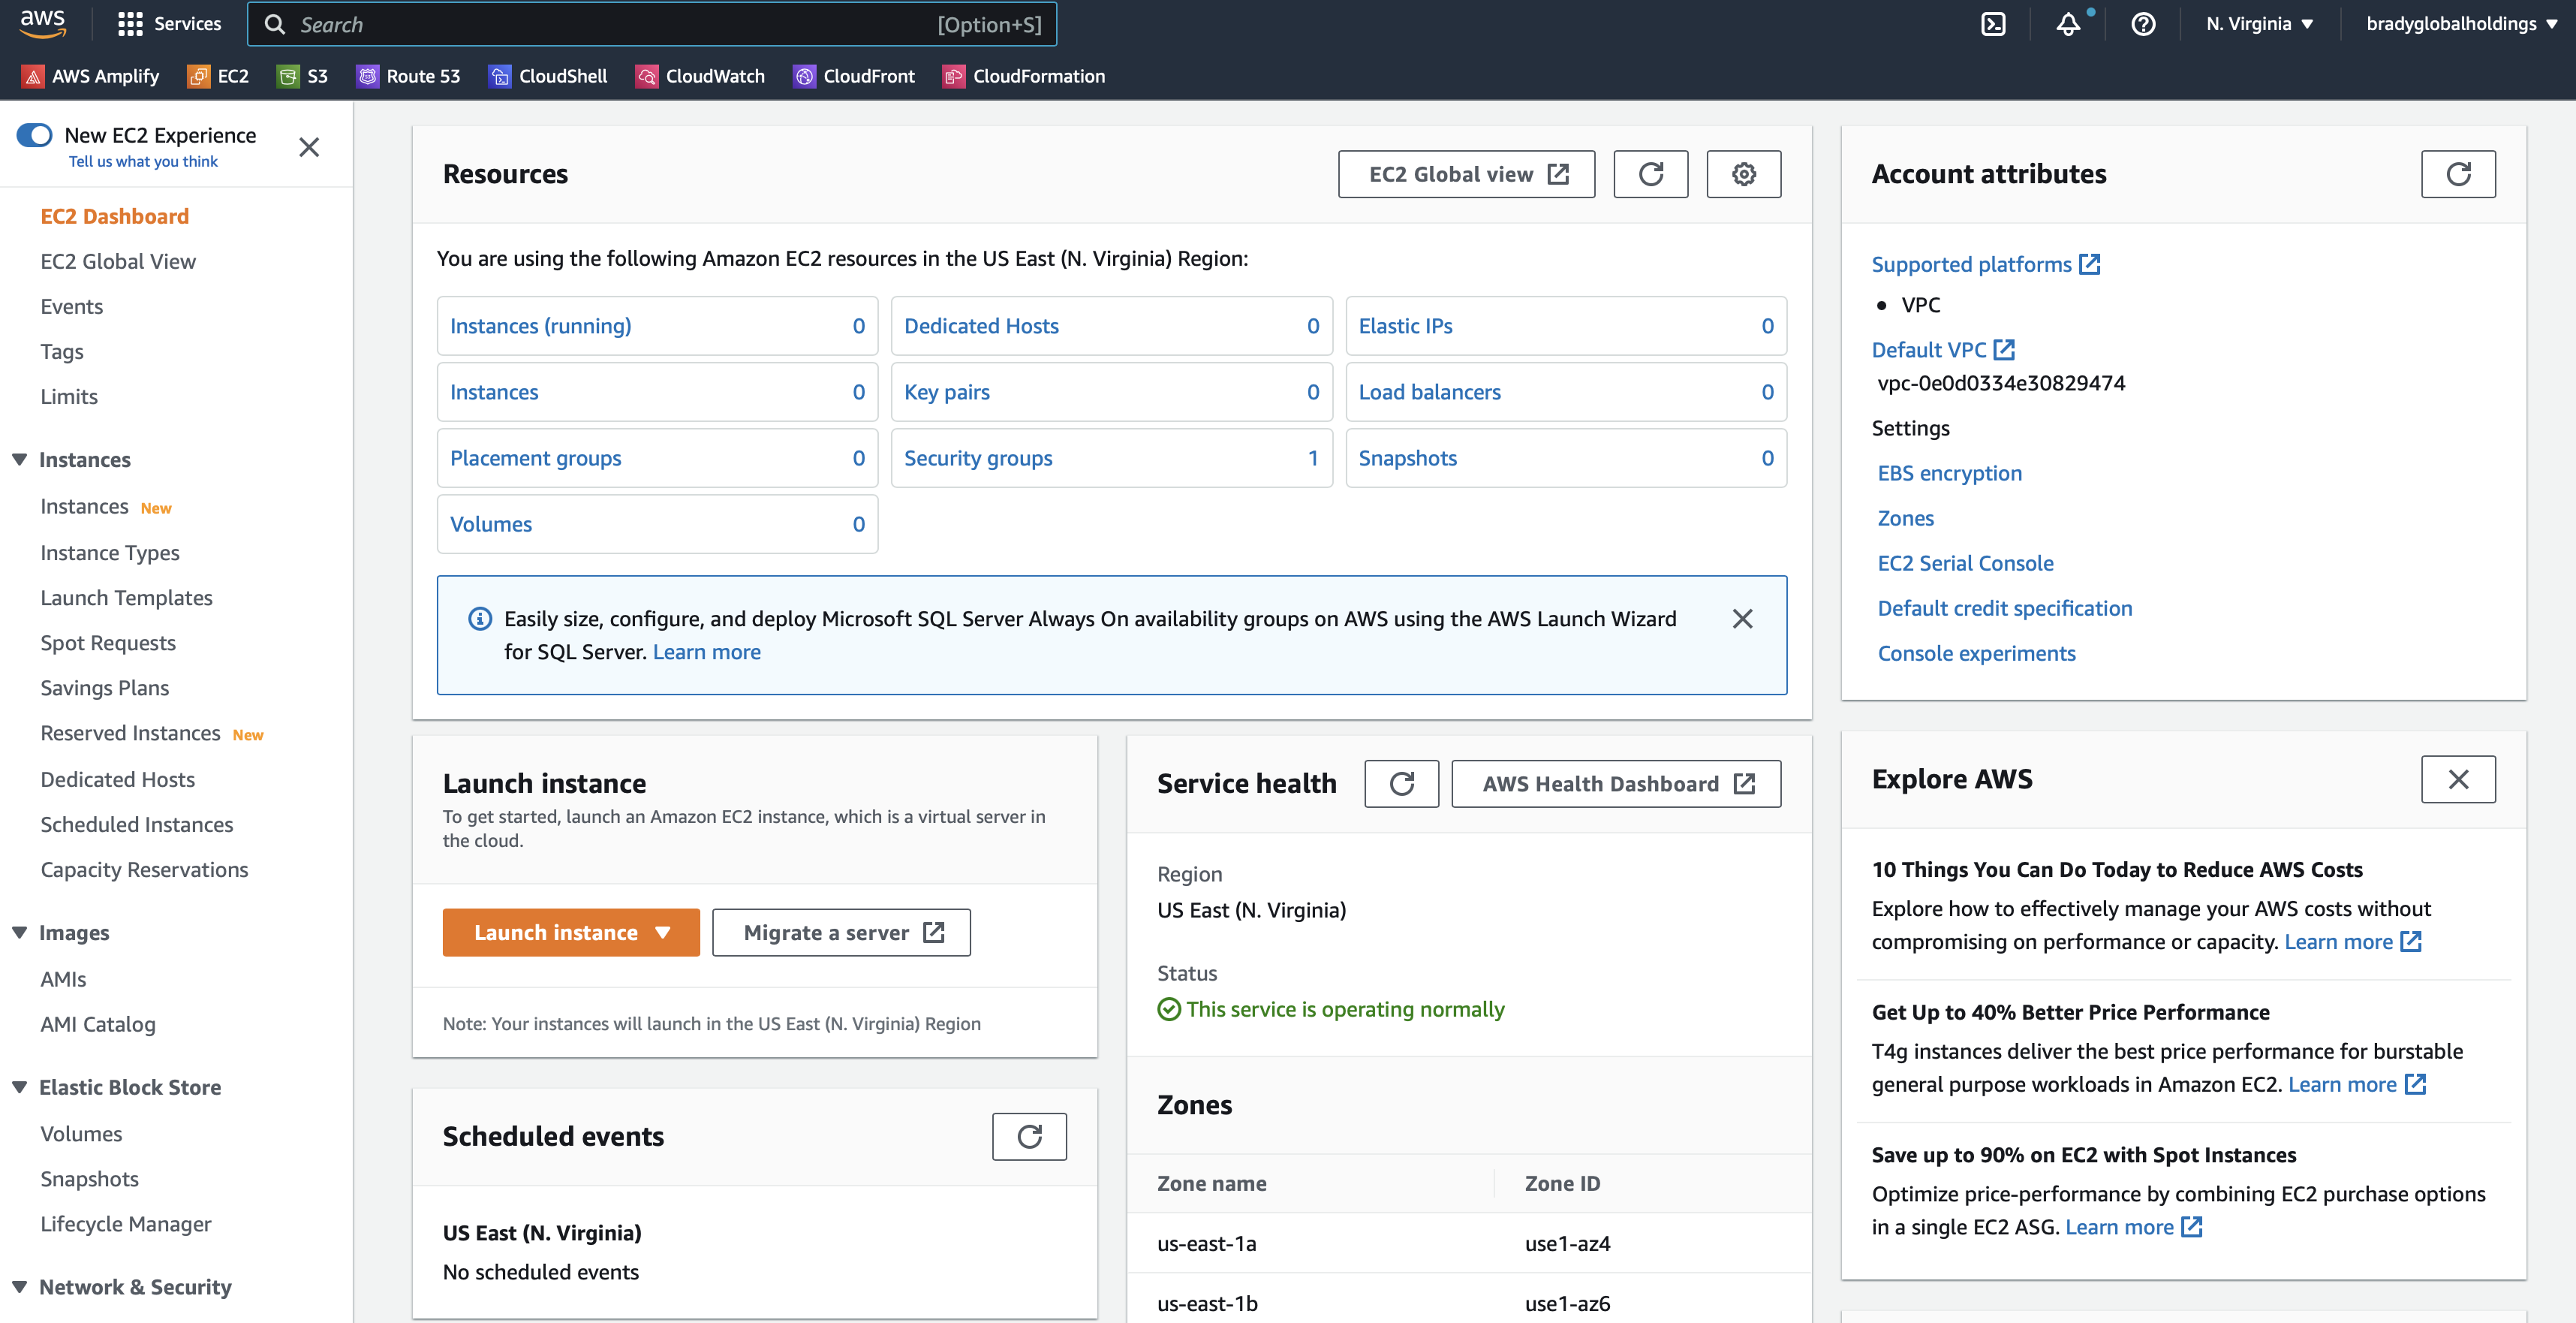 aws
Services
Search [Option+S]
N. Virginia
bradyglobalholdings
AWS Amplify
EC2
S3
Route 53
CloudShell
CloudWatch
CloudFront
CloudFormation
New EC2 Experience
Tell us what you think
EC2 Dashboard
EC2 Global View
Events
Tags
Limits
Instances
Instances New
Instance Types
Launch Templates
Spot Requests
Savings Plans
Reserved Instances New
Dedicated Hosts
Scheduled Instances
Capacity Reservations
Images
AMIs
AMI Catalog
Elastic Block Store
Volumes
Snapshots
Lifecycle Manager
Network & Security
Resources
EC2 Global view
You are using the following Amazon EC2 resources in the US East (N. Virginia) Region:
Instances (running) 0
Dedicated Hosts 0
Elastic IPs 0
Instances 0
Key pairs 0
Load balancers 0
Placement groups 0
Security groups 1
Snapshots 0
Volumes 0
Easily size, configure, and deploy Microsoft SQL Server Always On availability groups on AWS using the AWS Launch Wizard
for SQL Server. Learn more
Launch instance
To get started, launch an Amazon EC2 instance, which is a virtual server in
the cloud.
Launch instance
Migrate a server
Note: Your instances will launch in the US East (N. Virginia) Region
Scheduled events
US East (N. Virginia)
No scheduled events
Service health
AWS Health Dashboard
Region
US East (N. Virginia)
Status
This service is operating normally
Zones
Zone name Zone ID
us-east-1a use1-az4
us-east-1b use1-az6
Account attributes
Supported platforms
• VPC
Default VPC
vpc-0e0d0334e30829474
Settings
EBS encryption
Zones
EC2 Serial Console
Default credit specification
Console experiments
Explore AWS
10 Things You Can Do Today to Reduce AWS Costs
Explore how to effectively manage your AWS costs without
compromising on performance or capacity. Learn more
Get Up to 40% Better Price Performance
T4g instances deliver the best price performance for burstable
general purpose workloads in Amazon EC2. Learn more
Save up to 90% on EC2 with Spot Instances
Optimize price-performance by combining EC2 purchase options
in a single EC2 ASG. Learn more